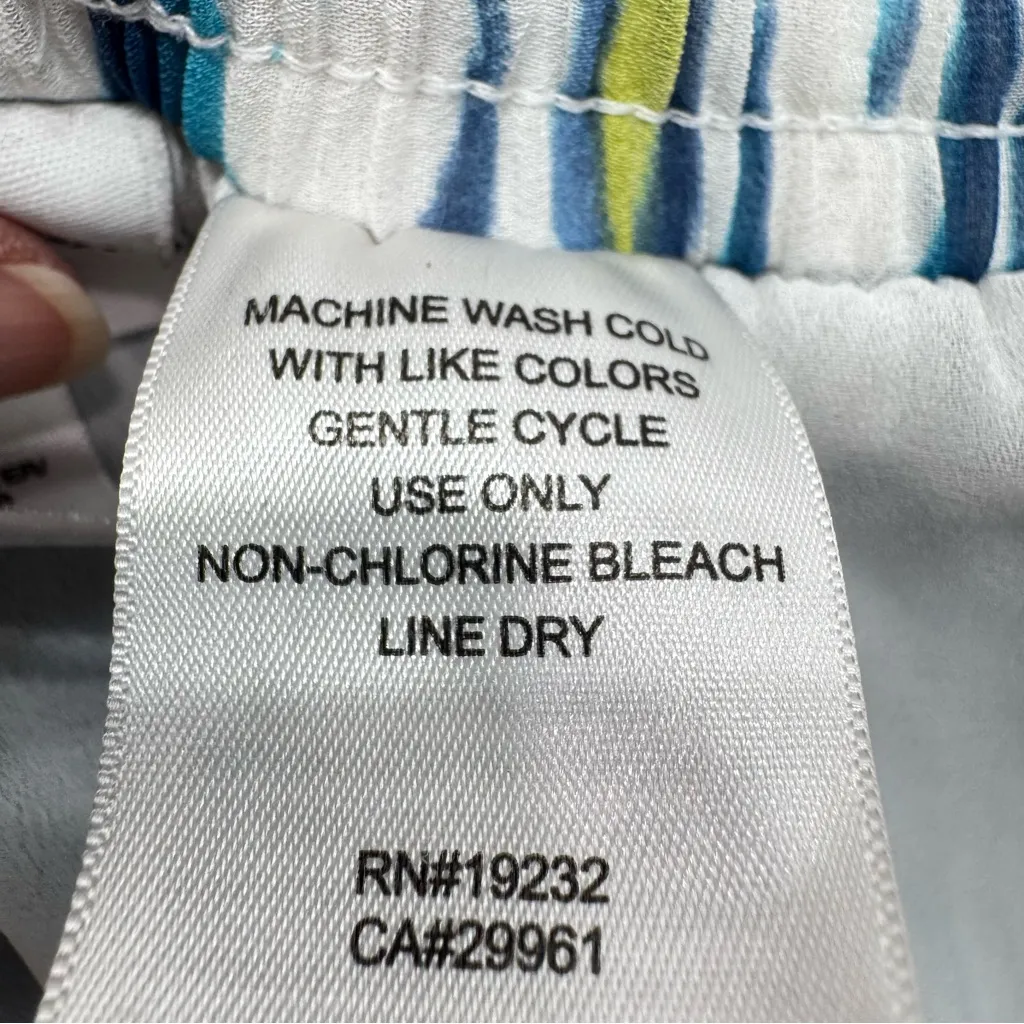 MACHINE WASH COLD
WITH LIKE COLORS
GENTLE CYCLE
USE ONLY
NON-CHLORINE BLEACH
LINE DRY
RN#19232
CA#29961